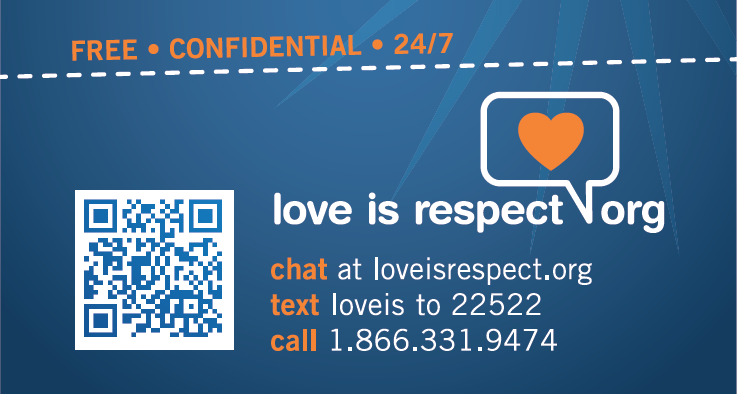 FREE • CONFIDENTIAL • 24/7
love is respect org
chat at loveisrespect.org
text loveis to 22522
call 1.866.331.9474